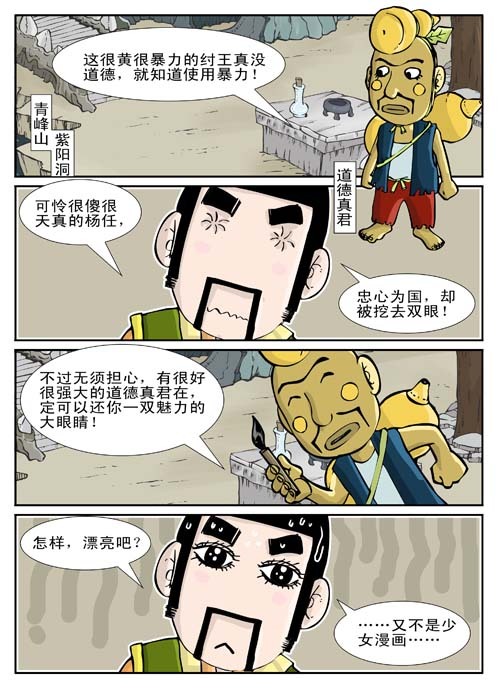 这很黄很暴力的纣王真没
道德，就知道使用暴力！
青峰山
紫阳洞
道德真君
可怜很傻很
天真的杨任，
忠心为国，却
被挖去双眼！
不过无须担心，有很好
很强大的道德真君在，
定可以还你一双魅力的
大眼睛！
怎样，漂亮吧？
……又不是少
女漫画……